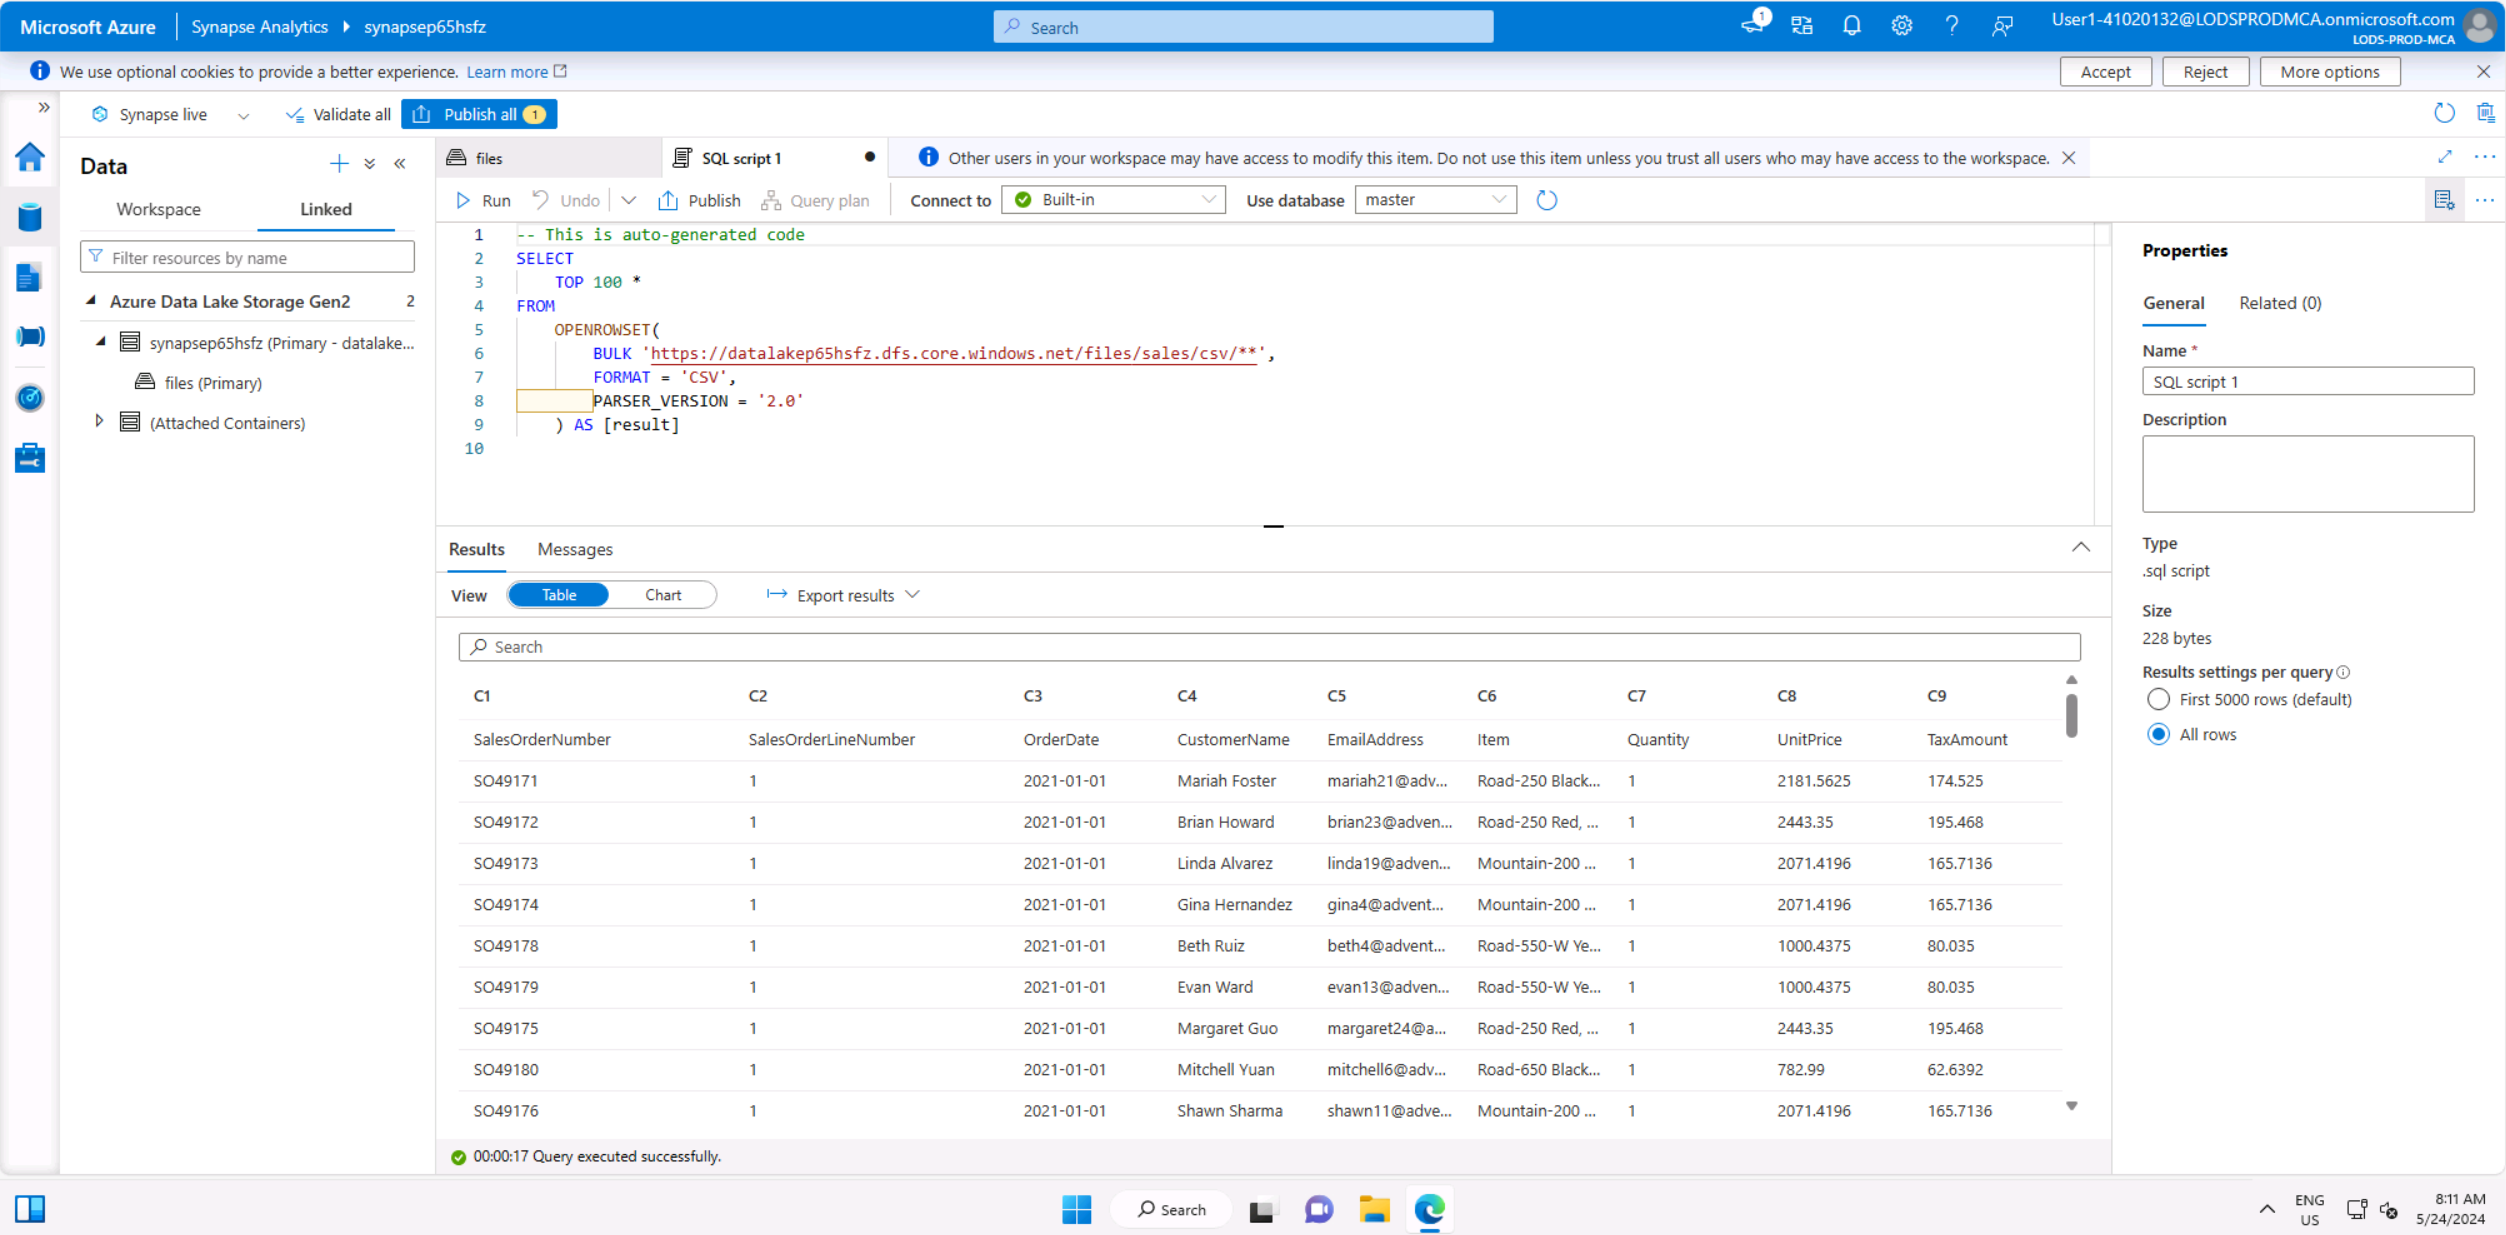 Microsoft Azure | Synapse Analytics ▸ synapsep65hsfz
Search
1
User1-41020132@LODSPRODMCA.onmicrosoft.com
LODS-PROD-MCA
We use optional cookies to provide a better experience. Learn more
Accept
Reject
More options
Synapse live
Validate all
Publish all 1
Data
Workspace
Linked
Filter resources by name
Azure Data Lake Storage Gen2 2
synapsep65hsfz (Primary - datalake...
files (Primary)
(Attached Containers)
files
SQL script 1
Other users in your workspace may have access to modify this item. Do not use this item unless you trust all users who may have access to the workspace.
Run
Undo
Publish
Query plan
Connect to
Built-in
Use database
master
1 -- This is auto-generated code
2 SELECT
3 TOP 100 *
4 FROM
5 OPENROWSET(
6 BULK 'https://datalakep65hsfz.dfs.core.windows.net/files/sales/csv/**',
7 FORMAT = 'CSV',
8 PARSER_VERSION = '2.0'
9 ) AS [result]
10
Results
Messages
View
Table
Chart
Export results
Search
C1 C2 C3 C4 C5 C6 C7 C8 C9
SalesOrderNumber SalesOrderLineNumber OrderDate CustomerName EmailAddress Item Quantity UnitPrice TaxAmount
SO49171 1 2021-01-01 Mariah Foster mariah21@adv... Road-250 Black... 1 2181.5625 174.525
SO49172 1 2021-01-01 Brian Howard brian23@adven... Road-250 Red, ... 1 2443.35 195.468
SO49173 1 2021-01-01 Linda Alvarez linda19@adven... Mountain-200 ... 1 2071.4196 165.7136
SO49174 1 2021-01-01 Gina Hernandez gina4@advent... Mountain-200 ... 1 2071.4196 165.7136
SO49178 1 2021-01-01 Beth Ruiz beth4@advent... Road-550-W Ye... 1 1000.4375 80.035
SO49179 1 2021-01-01 Evan Ward evan13@adven... Road-550-W Ye... 1 1000.4375 80.035
SO49175 1 2021-01-01 Margaret Guo margaret24@a... Road-250 Red, ... 1 2443.35 195.468
SO49180 1 2021-01-01 Mitchell Yuan mitchell6@adv... Road-650 Black... 1 782.99 62.6392
SO49176 1 2021-01-01 Shawn Sharma shawn11@adve... Mountain-200 ... 1 2071.4196 165.7136
00:00:17 Query executed successfully.
Properties
General
Related (0)
Name *
SQL script 1
Description
Type
.sql script
Size
228 bytes
Results settings per query
First 5000 rows (default)
All rows
Search
ENG
US
8:11 AM
5/24/2024